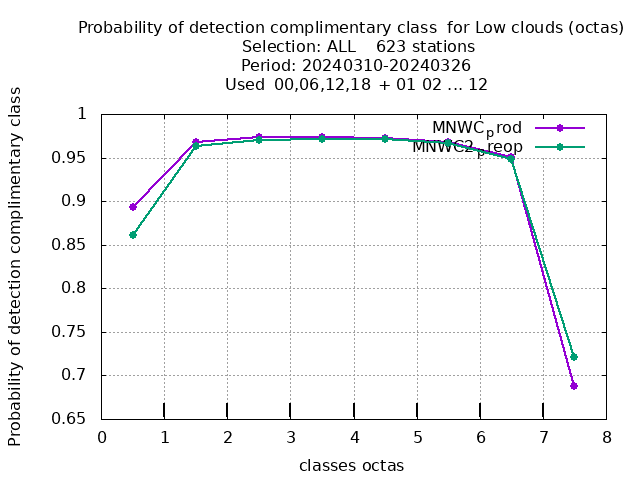 Probability of detection complimentary class  for Low clouds (octas)
Selection: ALL    623 stations
Period: 20240310-20240326
Used  00,06,12,18 + 01 02 ... 12
Probability of detection complimentary class
1
0.95
0.9
0.85
0.8
0.75
0.7
0.65
MNWCprod
MNWC2preop
0 1 2 3 4 5 6 7 8
classes octas